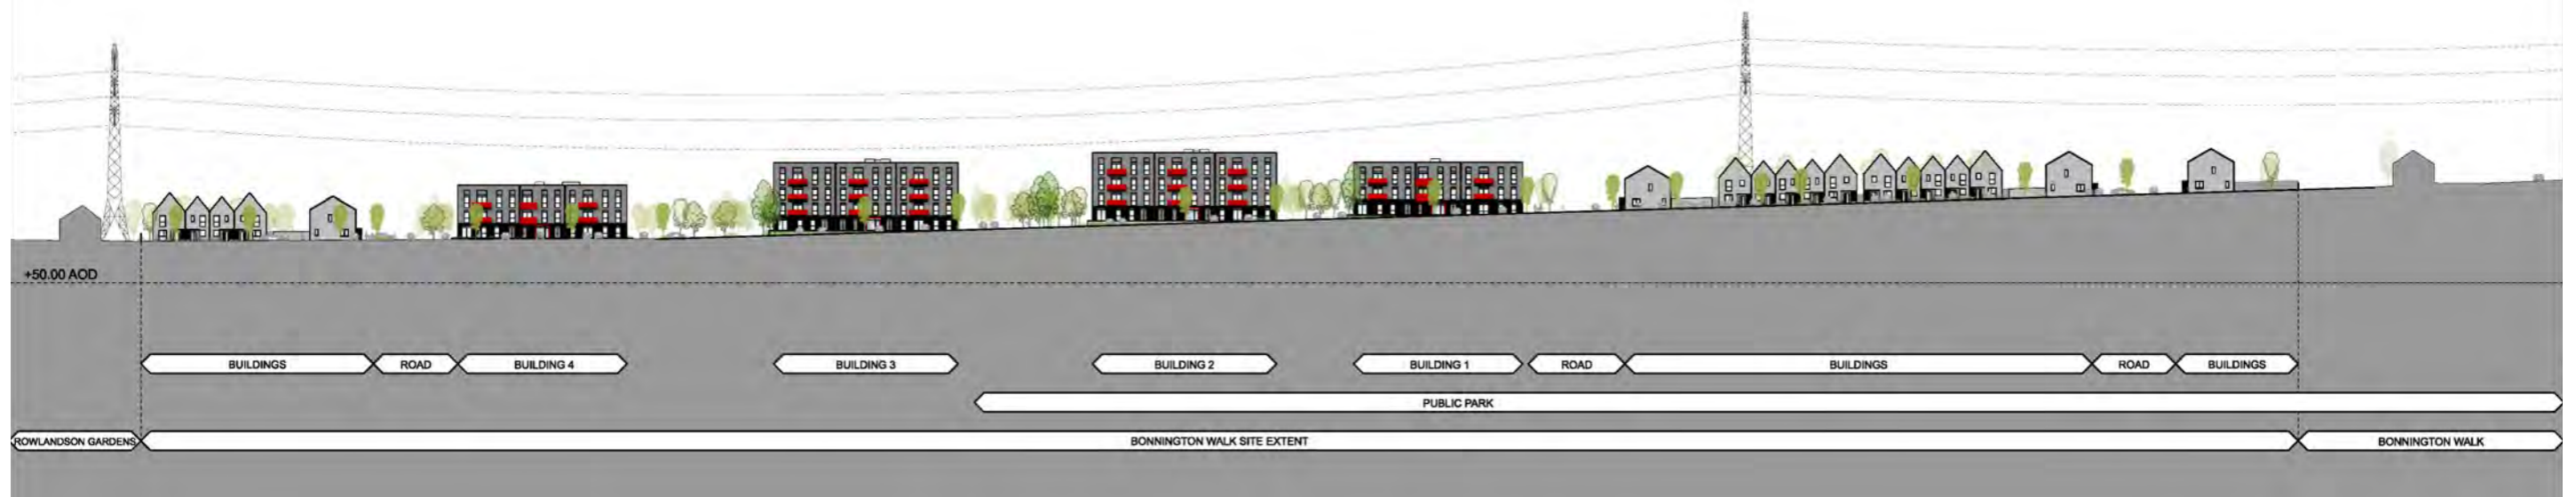 +50.00 AOD
BUILDINGS
ROAD
BUILDING 4
BUILDING 3
BUILDING 2
BUILDING 1
ROAD
BUILDINGS
ROAD
BUILDINGS
PUBLIC PARK
ROWLANDSON GARDENS
BONNINGTON WALK SITE EXTENT
BONNINGTON WALK